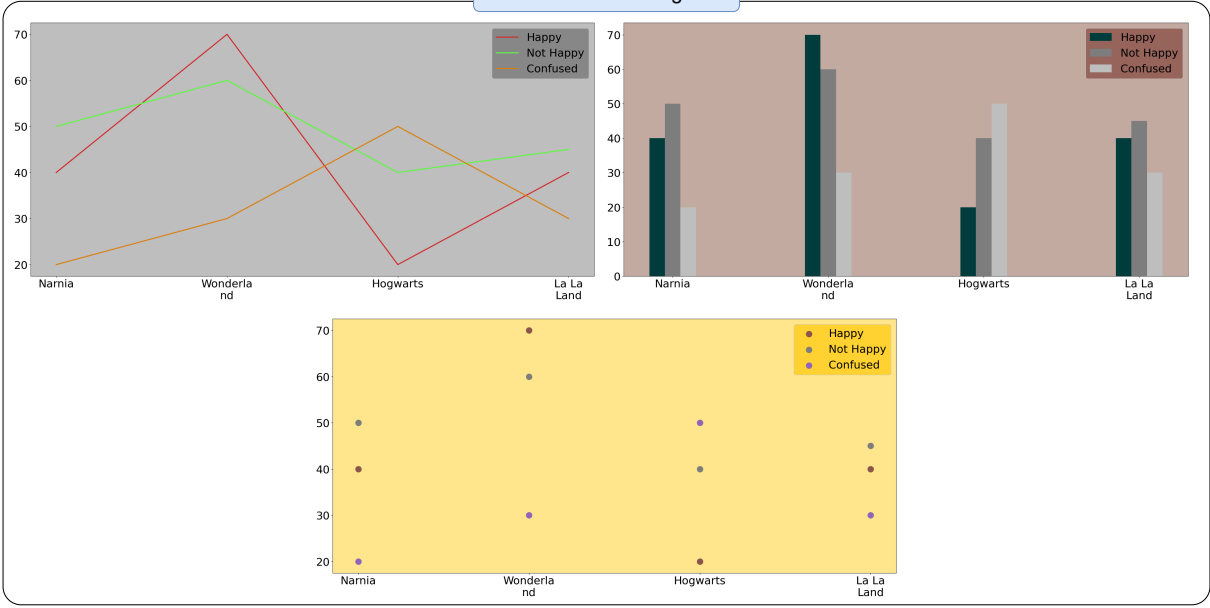 70
60
50
40
30
20
Narnia
Wonderla
nd
Hogwarts
La La
Land
Happy
Not Happy
Confused
70
60
50
40
30
20
10
0
Narnia
Wonderla
nd
Hogwarts
La La
Land
Happy
Not Happy
Confused
70
60
50
40
30
20
Narnia
Wonderla
nd
Hogwarts
La La
Land
Happy
Not Happy
Confused